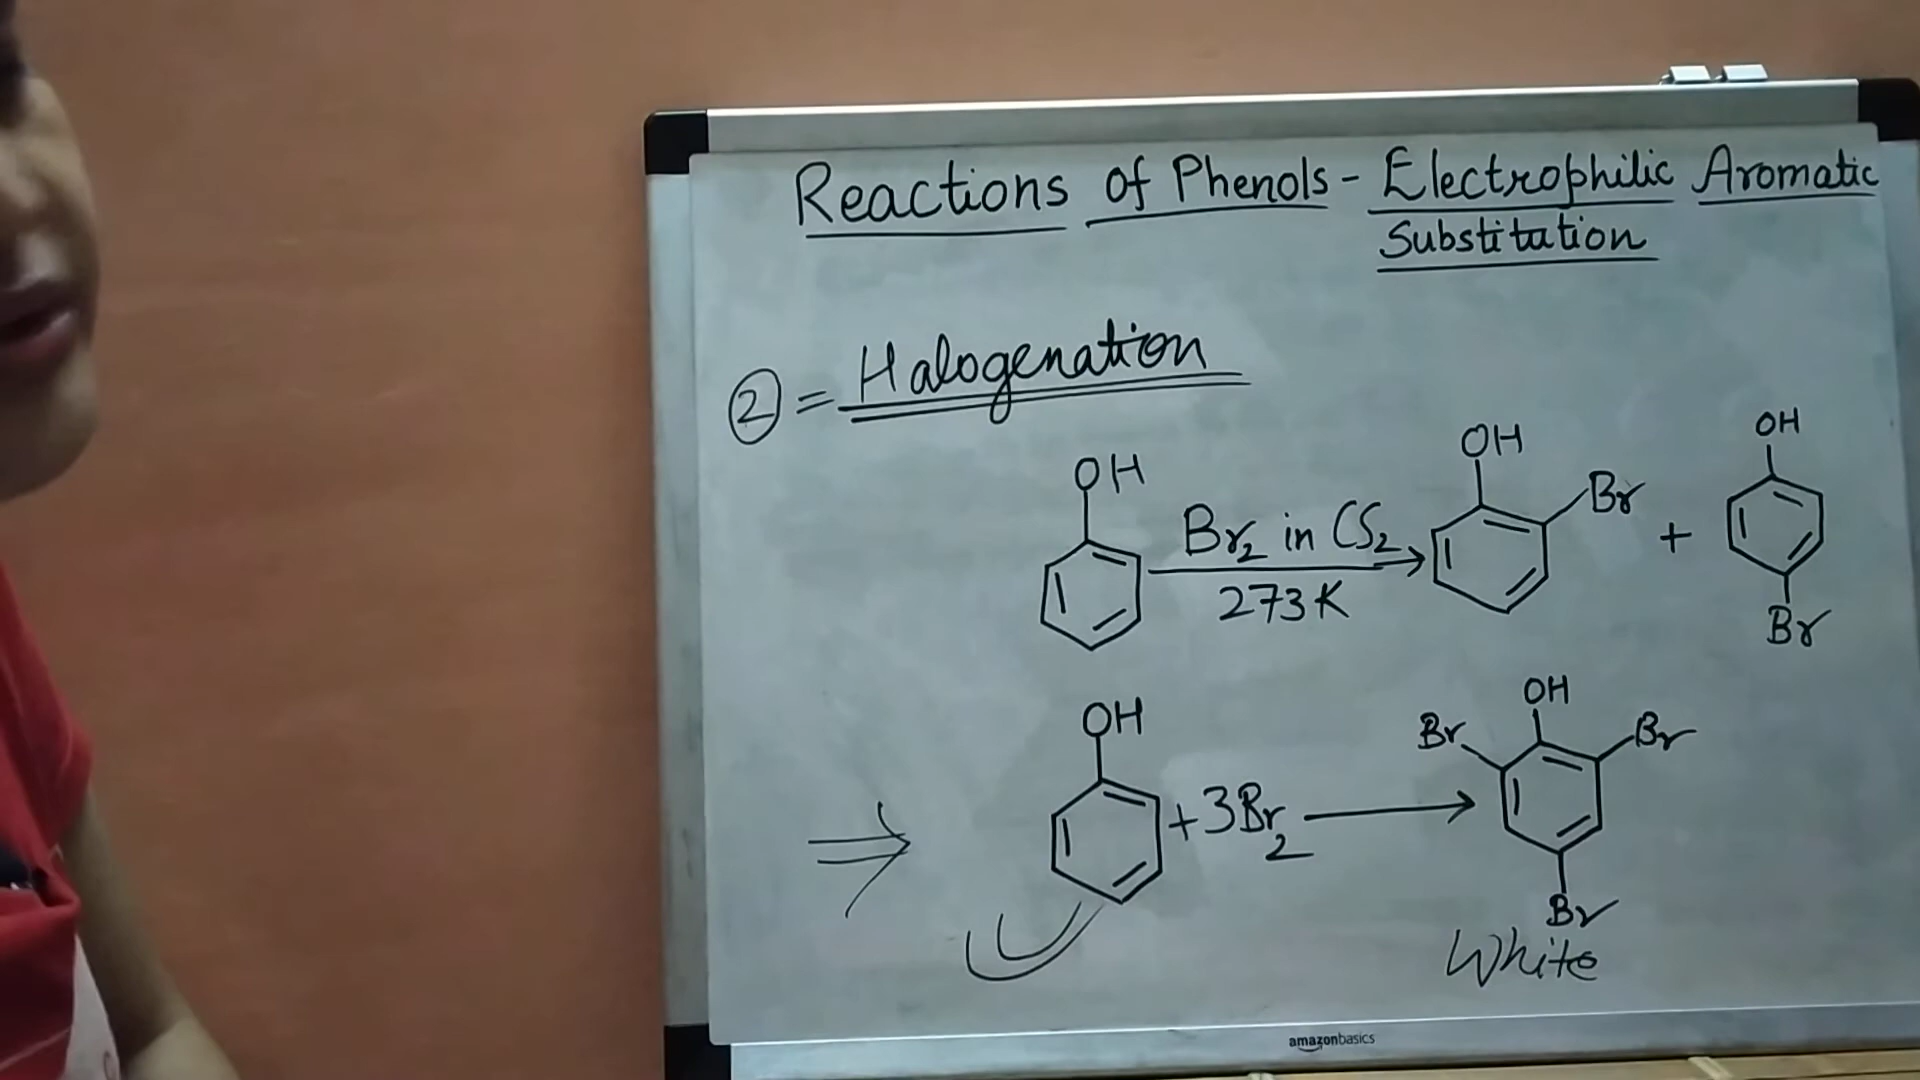 Reactions of Phenols - Electrophilic Aromatic
Substitution
② = Halogenation
OH
Br₂ in CS₂
273K
OH
Br
+
OH
Br
OH
+ 3Br₂
OH
Br
Br
Br
White
amazonbasics